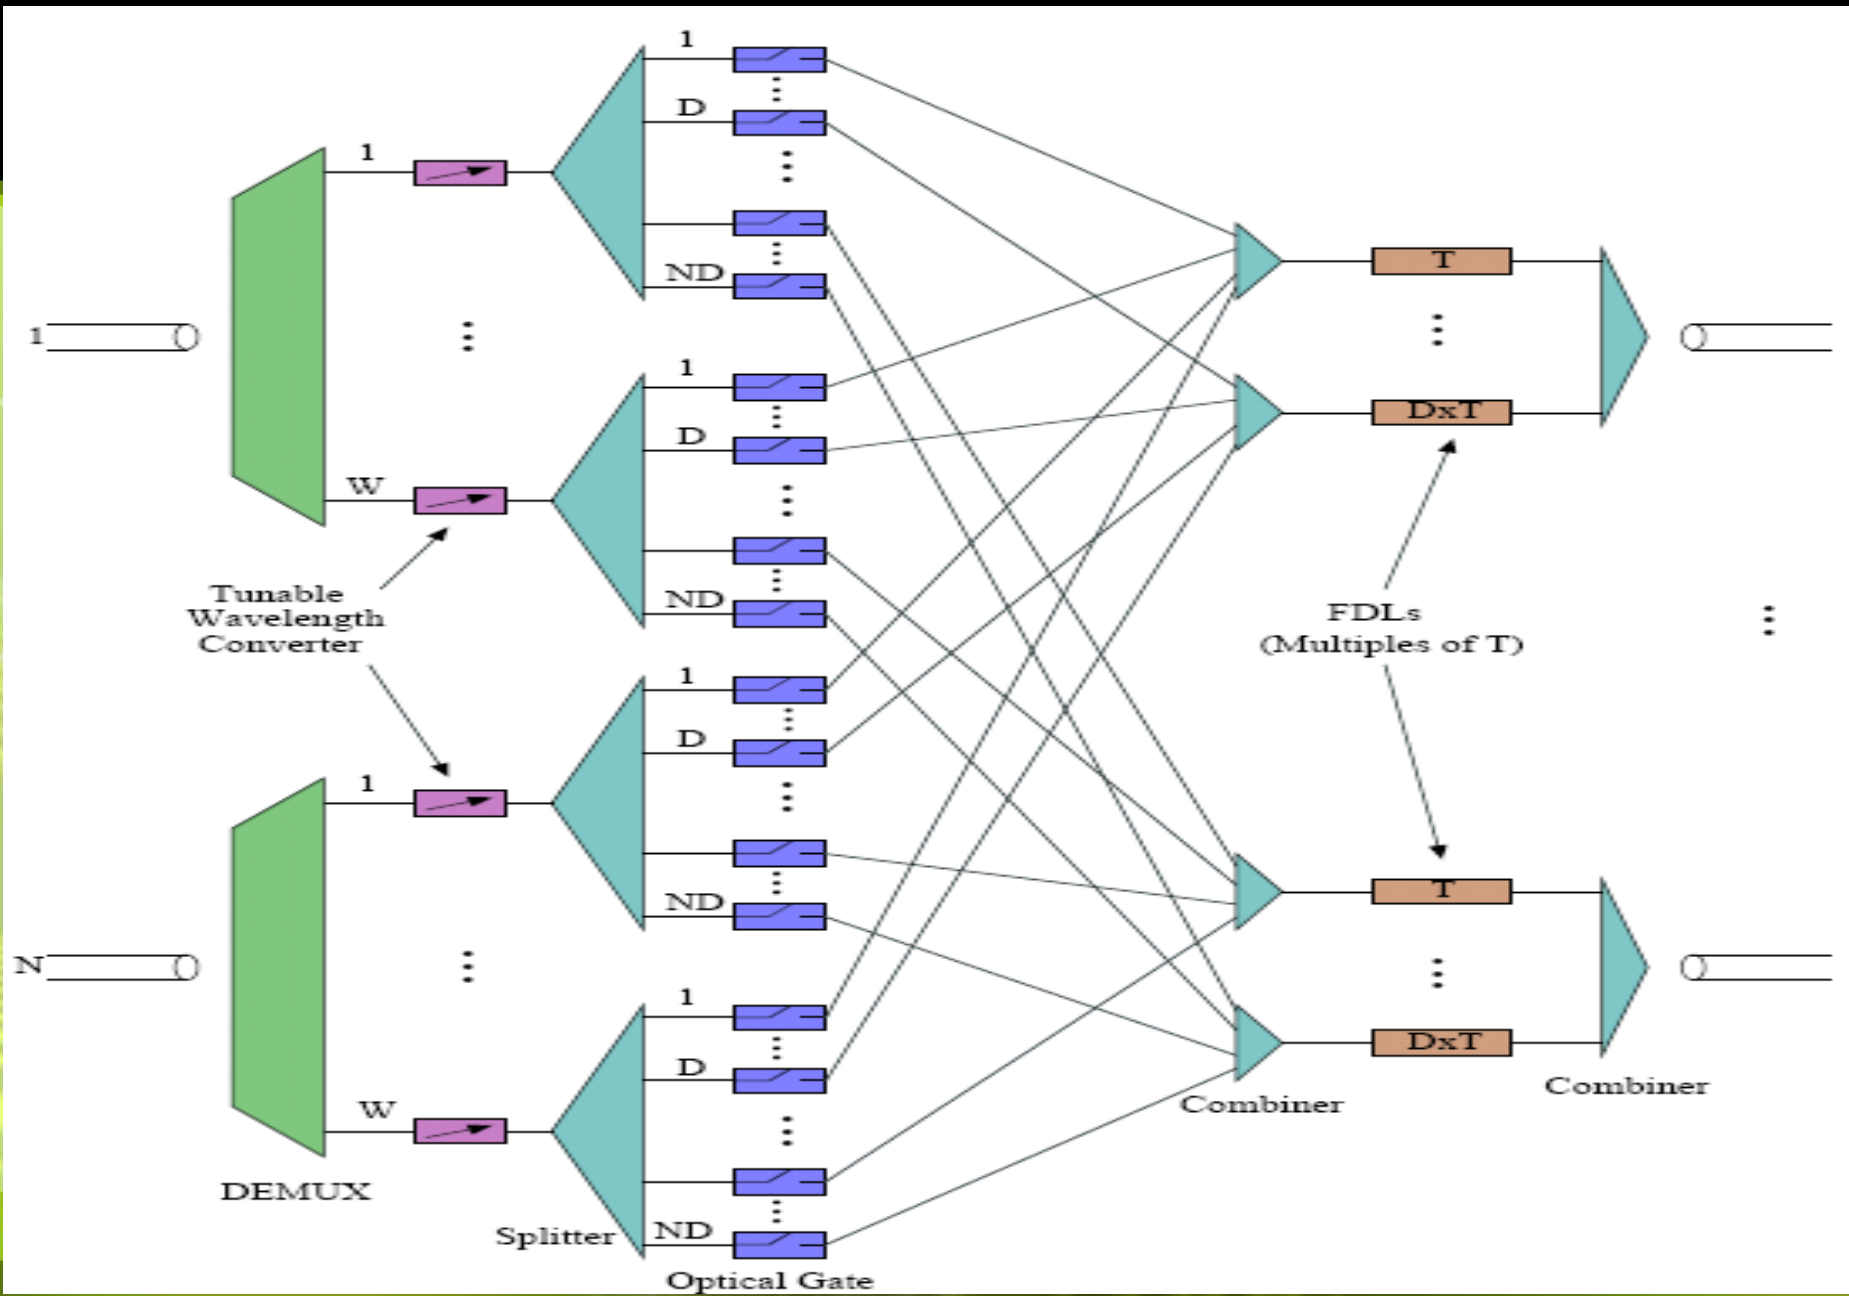 1
D
1
ND
T
1
1
DxT
D
W
Tunable
Wavelength
Converter
ND
FDLs
(Multiples of T)
1
D
1
T
ND
N
1
DxT
D
W
Combiner
Combiner
DEMUX
Splitter
ND
Optical Gate